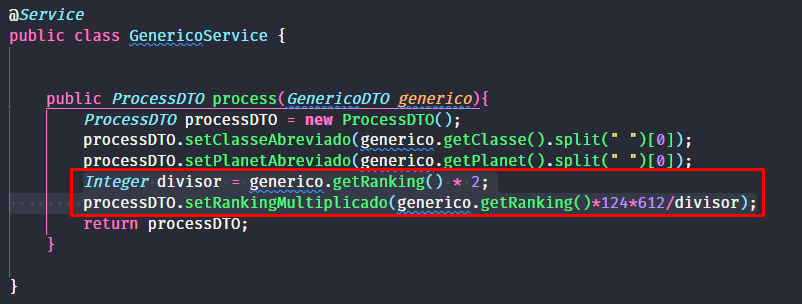 @Service
public class GenericoService {
public ProcessDTO process(GenericoDTO generico){
ProcessDTO processDTO = new ProcessDTO();
processDTO.setClasseAbreviado(generico.getClasse().split(" ")[0]);
processDTO.setPlanetAbreviado(generico.getPlanet().split(" ")[0]);
Integer divisor = generico.getRanking() * 2;
processDTO.setRankingMultiplicado(generico.getRanking()*124*612/divisor);
return processDTO;
}
}